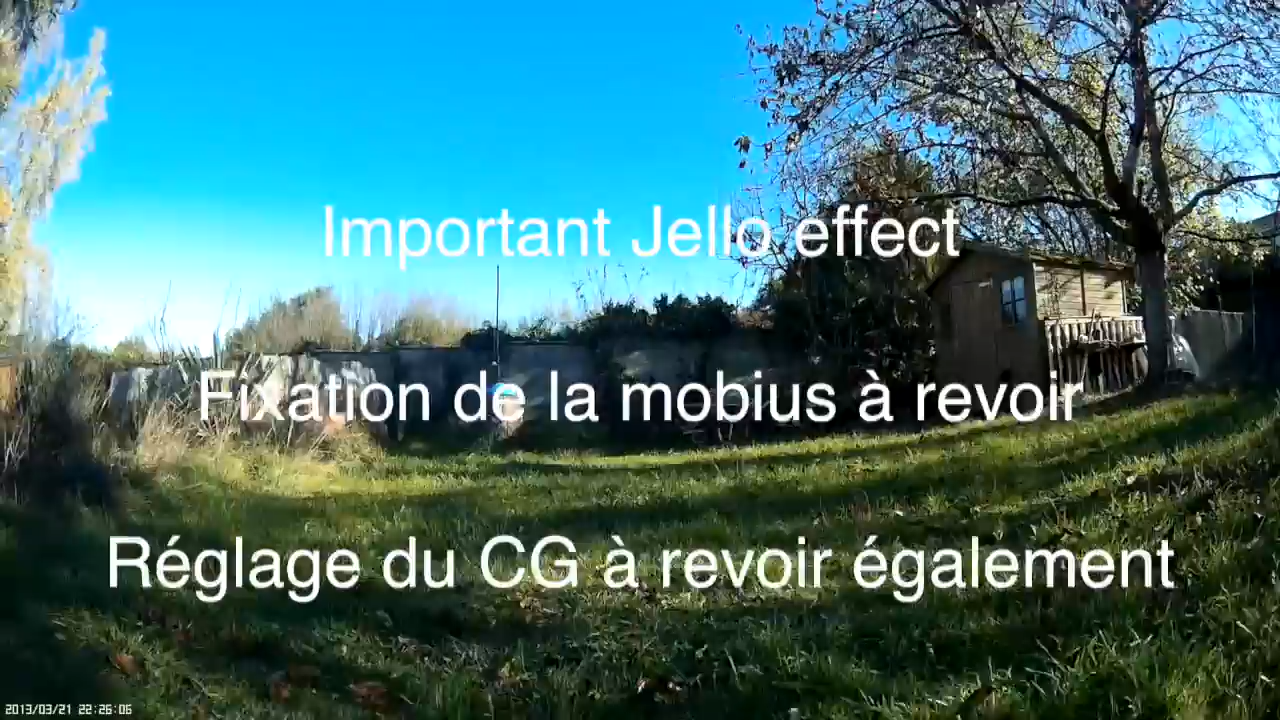 Important Jello effect
Fixation de la mobius à revoir
Réglage du CG à revoir également
2013/03/21 22:26:06